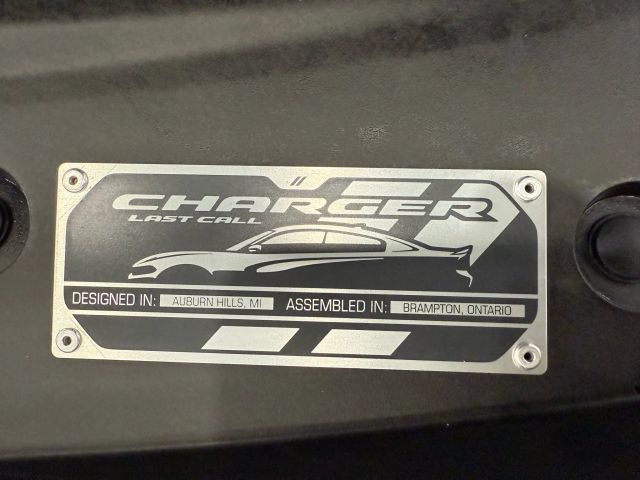 CHARGER
LAST CALL
DESIGNED IN: AUBURN HILLS, MI ASSEMBLED IN: BRAMPTON, ONTARIO